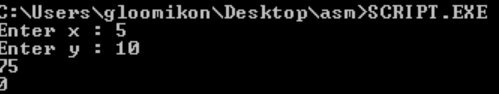 C:\Users\gloomikon\Desktop\asm>SCRIPT.EXE
Enter x : 5
Enter y : 10
75
0